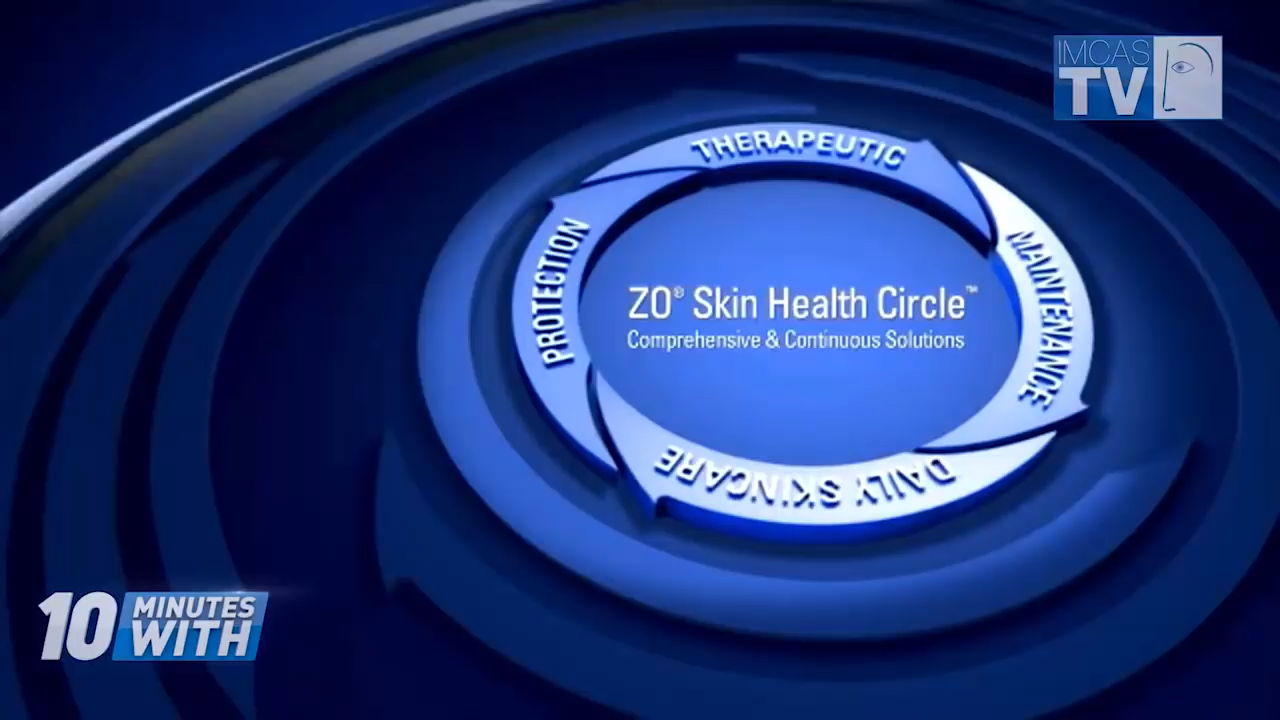 IMCAS
TV
THERAPEUTIC
MAINTENANCE
PROTECTION
ZO® Skin Health Circle™
Comprehensive & Continuous Solutions
DAILY SKINCARE
10 MINUTES
WITH